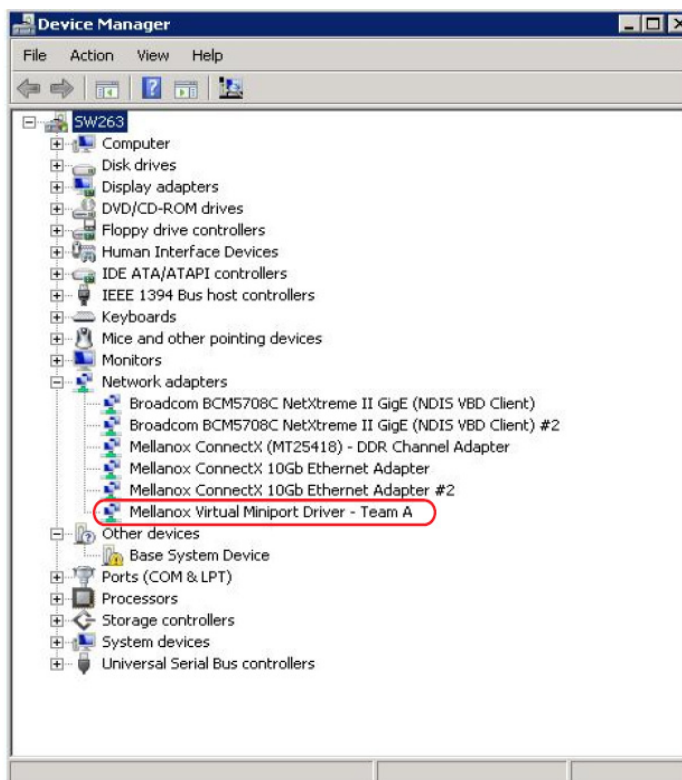 Device Manager
File Action View Help
SW263
Computer
Disk drives
Display adapters
DVD/CD-ROM drives
Floppy drive controllers
Human Interface Devices
IDE ATA/ATAPI controllers
IEEE 1394 Bus host controllers
Keyboards
Mice and other pointing devices
Monitors
Network adapters
Broadcom BCM5708C NetXtreme II GigE (NDIS VBD Client)
Broadcom BCM5708C NetXtreme II GigE (NDIS VBD Client) #2
Mellanox ConnectX (MT25418) - DDR Channel Adapter
Mellanox ConnectX 10Gb Ethernet Adapter
Mellanox ConnectX 10Gb Ethernet Adapter #2
Mellanox Virtual Miniport Driver - Team A
Other devices
Base System Device
Ports (COM & LPT)
Processors
Storage controllers
System devices
Universal Serial Bus controllers